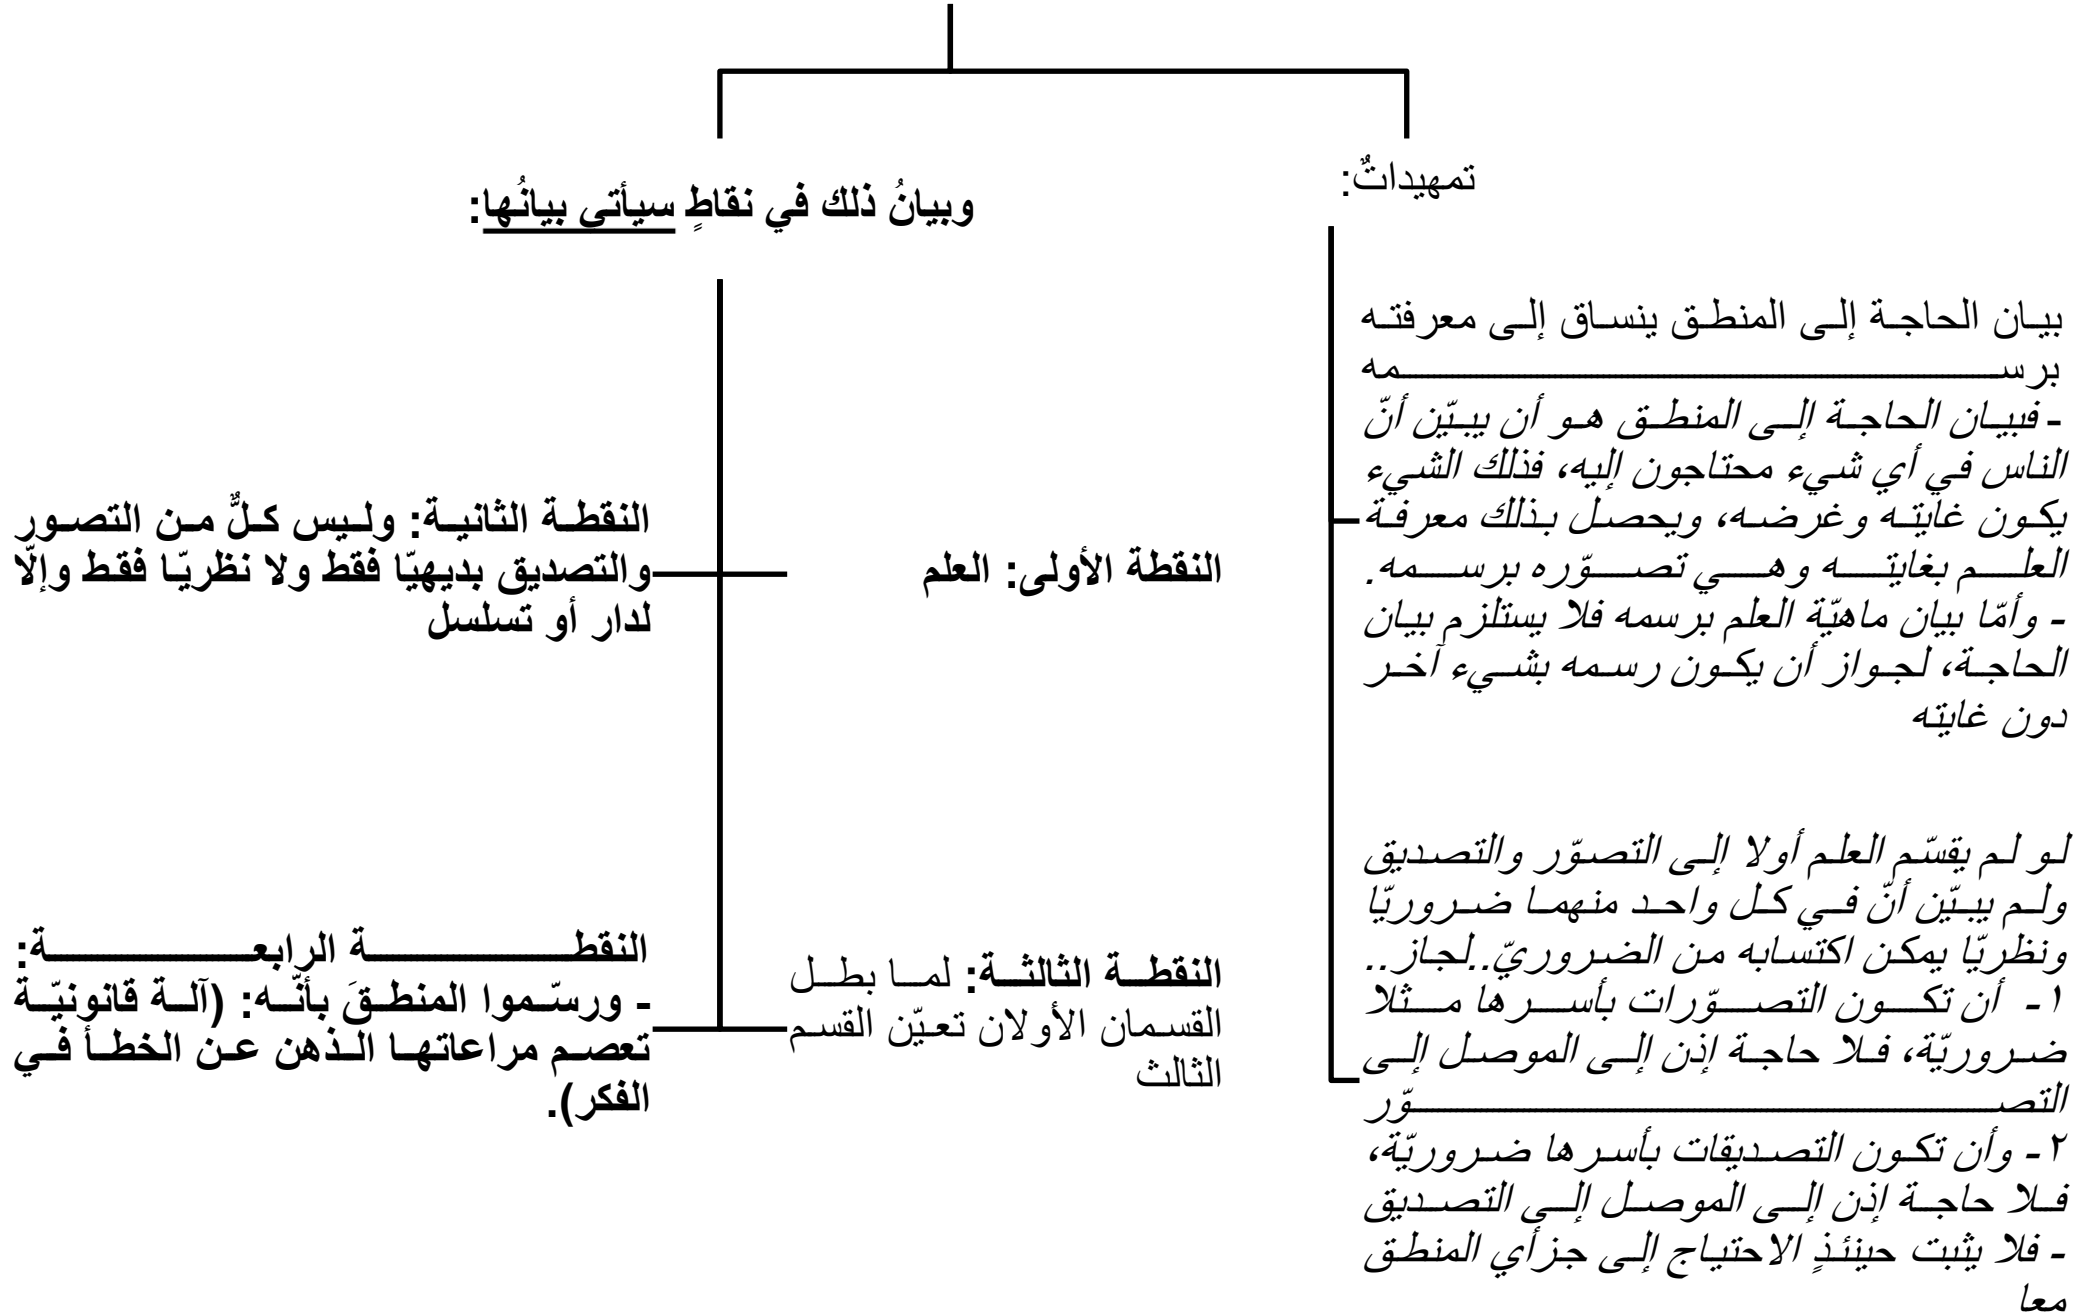 تمهيداتٌ:
بيان الحاجة إلى المنطق ينساق إلى معرفته
برسمه
- فبيان الحاجة إلى المنطق هو أن يبيّن أنّ
الناس في أي شيء محتاجون إليه، فذلك الشيء
يكون غايته وغرضه، ويحصل بذلك معرفة
العلم بغايته وهي تصوّره برسمه.
- وأمّا بيان ماهيّة العلم برسمه فلا يستلزم بيان
الحاجة، لجواز أن يكون رسمه بشيء آخر
دون غايته
لو لم يقسّم العلم أولا إلى التصوّر والتصديق
ولم يبيّن أنّ في كل واحد منهما ضروريّا
ونظريّا يمكن اكتسابه من الضروريّ..لجاز..
١- أن تكون التصوّرات بأسرها مثلا
ضروريّة، فلا حاجة إذن إلى الموصل إلى
التصوّر
٢- وأن تكون التصديقات بأسرها ضروريّة،
فلا حاجة إذن إلى الموصل إلى التصديق
- فلا يثبت حينئذٍ الاحتياج إلى جزأي المنطق
معا
وبيانُ ذلك في نقاطٍ سيأتي بيانُها:
النقطة الأولى: العلم
النقطة الثانية: وليس كلٌّ من التصور
والتصديق بديهيّا فقط ولا نظريّا فقط وإلّا
لدار أو تسلسل
النقطة الثالثة: لما بطل
القسمان الأولان تعيّن القسم
الثالث
النقطة الرابعة:
- ورسّموا المنطقَ بأنّه: (آلة قانونيّة
تعصم مراعاتها الذهن عن الخطأ في
الفكر).